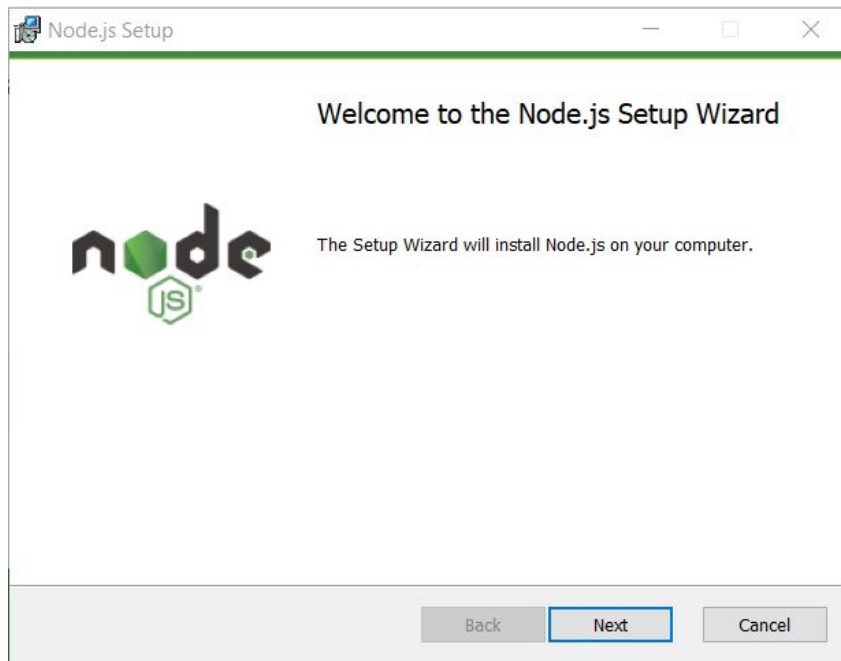 Node.js Setup
Welcome to the Node.js Setup Wizard
The Setup Wizard will install Node.js on your computer.
node
JS®
Back
Next
Cancel